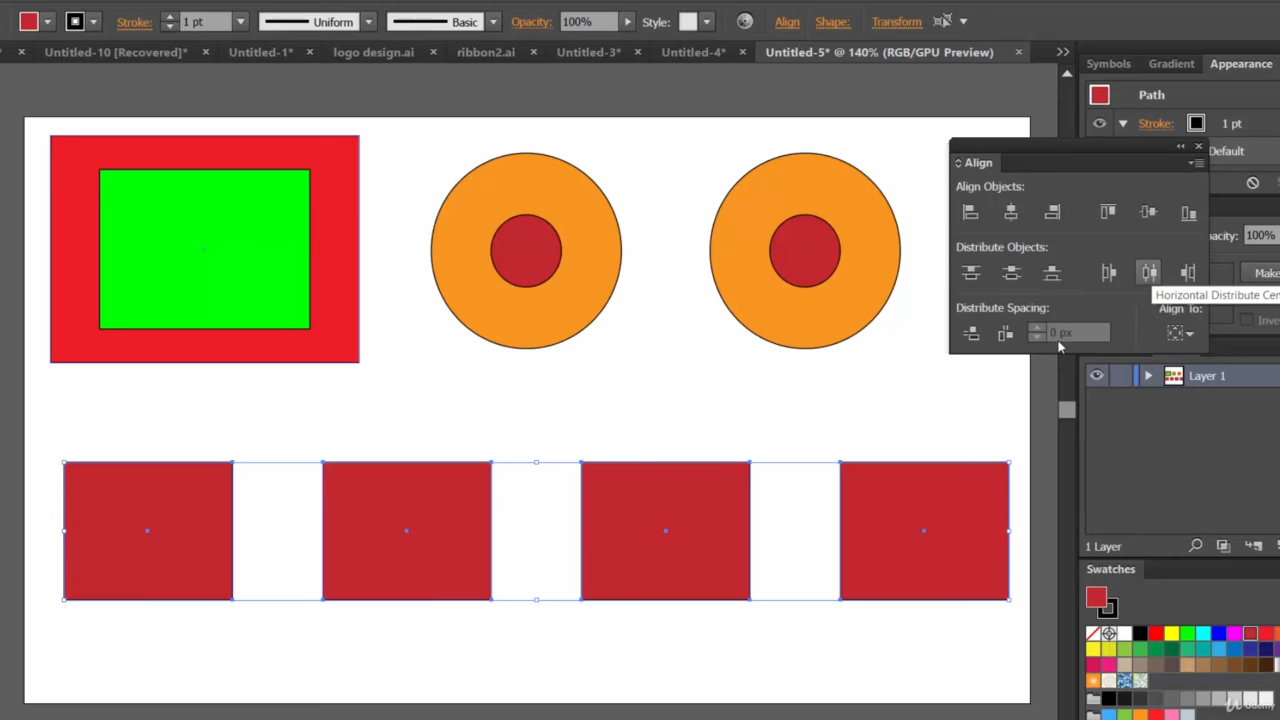 Stroke: 1 pt Uniform Basic Opacity: 100% Style: Align Shape: Transform
Untitled-10 [Recovered]* × Untitled-1* × logo design.ai × ribbon2.ai × Untitled-3* × Untitled-4* × Untitled-5* @ 140% (RGB/GPU Preview) ×
Symbols Gradient Appearance
Path
Stroke: 1 pt
Default
Align
Align Objects:
Distribute Objects:
Horizontal Distribute Cen
Distribute Spacing:
Align To:
0 px
pacity: 100%
Make
Inve
Layer 1
1 Layer
Swatches
Udemy